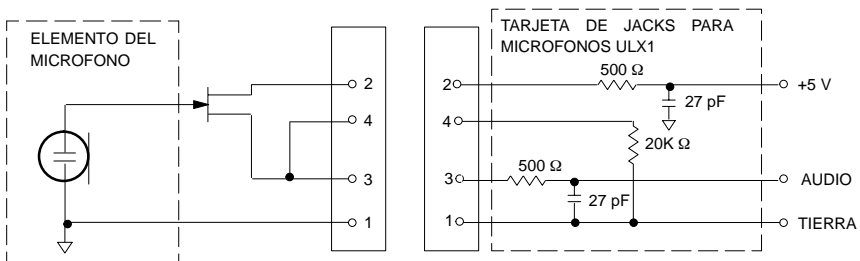 ELEMENTO DEL
MICROFONO
2
4
3
1
TARJETA DE JACKS PARA
MICROFONOS ULX1
500 Ω
2
+5 V
27 pF
4
20K Ω
500 Ω
3
AUDIO
27 pF
1
TIERRA